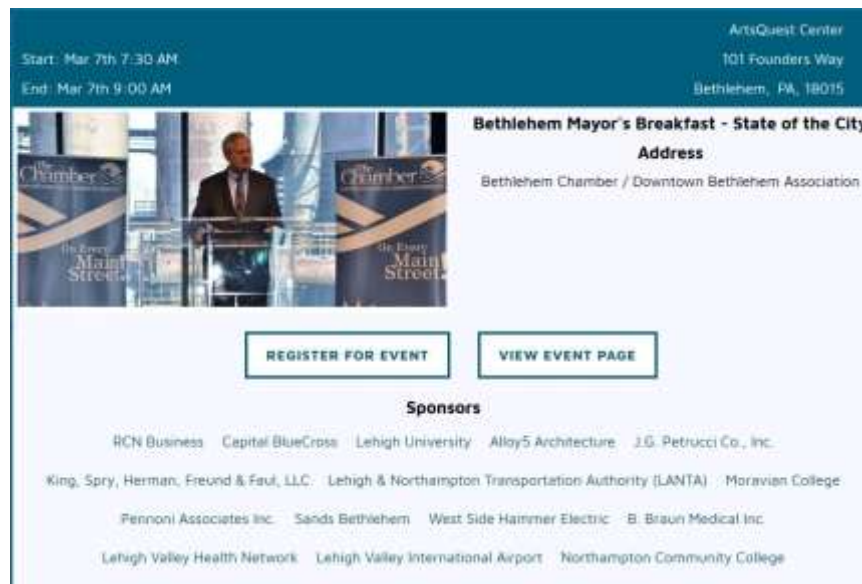 ArtsQuest Center
Start: Mar 7th 7:30 AM
101 Founders Way
End: Mar 7th 9:00 AM
Bethlehem, PA, 18015
Bethlehem Mayor's Breakfast - State of the City
Address
Bethlehem Chamber / Downtown Bethlehem Association
The
Chamber
On Every
Main
Street
The
Chamber
On Every
Main
Street
REGISTER FOR EVENT
VIEW EVENT PAGE
Sponsors
RCN Business Capital BlueCross Lehigh University Alloy5 Architecture J.G. Petrucci Co., Inc.
King, Spry, Herman, Freund & Faul, LLC Lehigh & Northampton Transportation Authority (LANTA) Moravian College
Pennoni Associates Inc. Sands Bethlehem West Side Hammer Electric B. Braun Medical Inc.
Lehigh Valley Health Network Lehigh Valley International Airport Northampton Community College